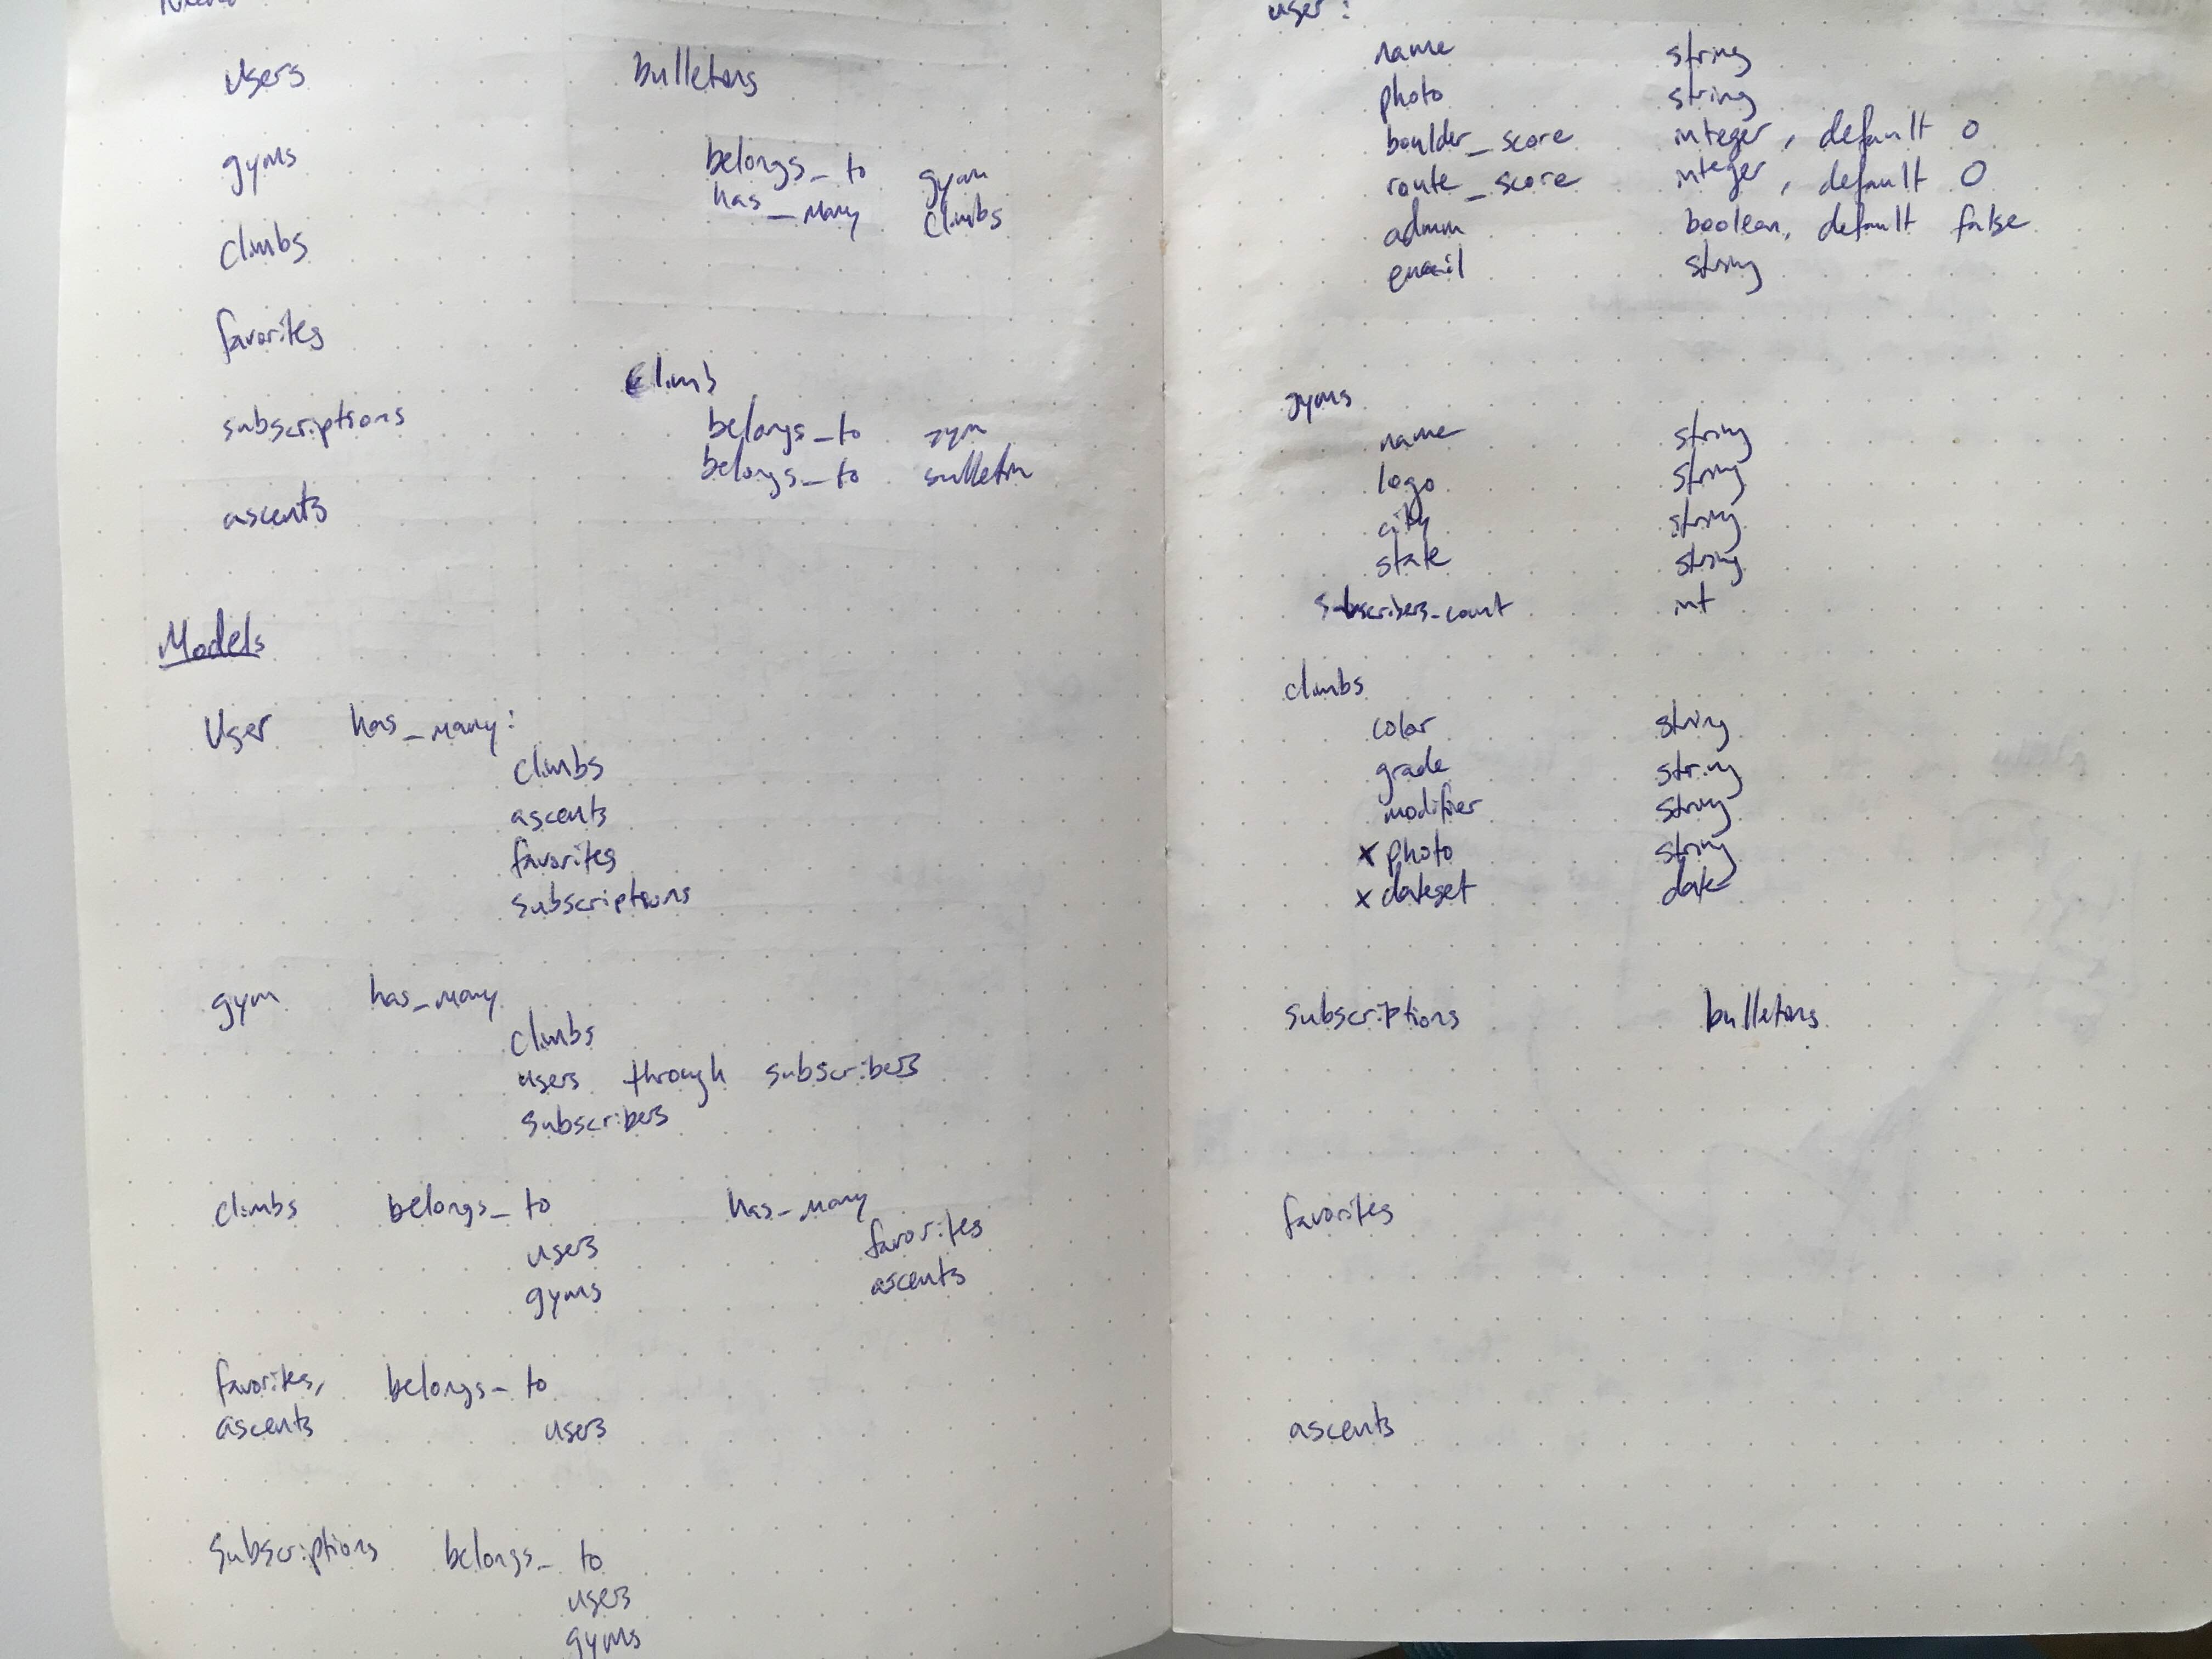 users
gyms
climbs
favorites
subscriptions
ascents
bulletins
belongs_to gym
has_many climbs
climb
belongs_to gym
belongs_to bulletin
Models
User has_many:
climbs
ascents
favorites
subscriptions
gym has_many
climbs
users through subscribers
subscribers
climbs belongs_to
users
gyms
has_many
favorites
ascents
favorites,
ascents belongs_to
users
Subscriptions belongs_to
users
gyms
user:
name string
photo string
boulder_score integer, default 0
route_score integer, default 0
admin boolean, default false
email string
gyms
name string
logo string
city string
state string
subscribers_count int
climbs
color string
grade string
modifier string
x photo string
x dateset date
subscriptions
bulletins
favorites
ascents